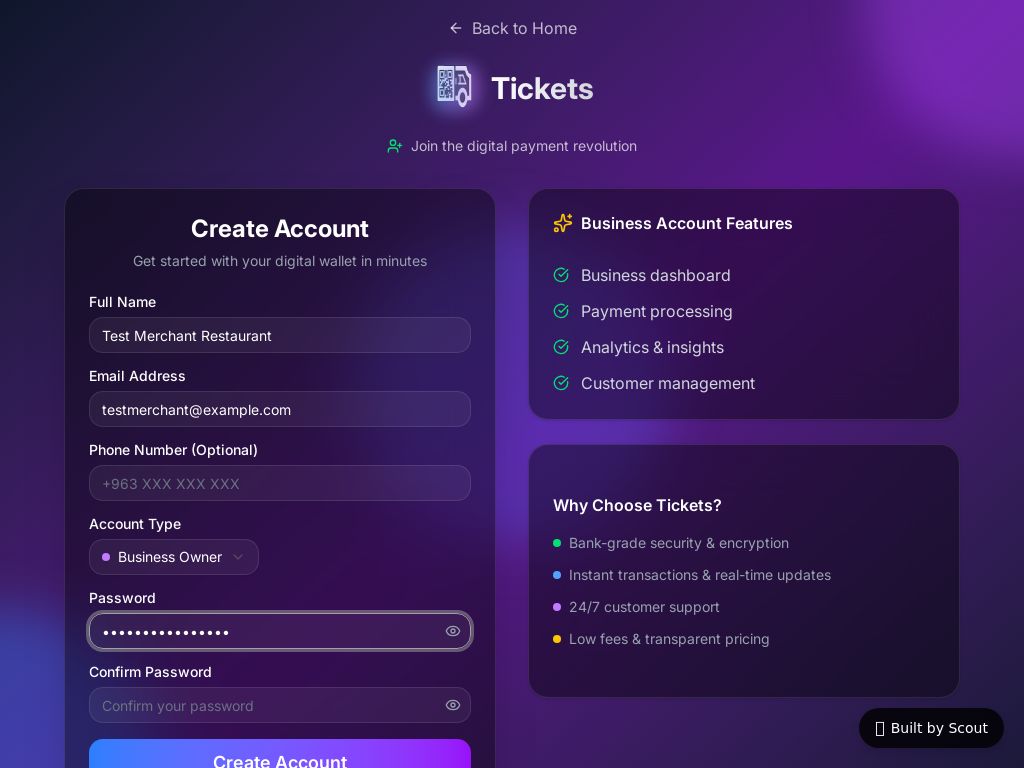 Back to Home
Tickets
Join the digital payment revolution
Create Account
Get started with your digital wallet in minutes
Full Name
Test Merchant Restaurant
Email Address
testmerchant@example.com
Phone Number (Optional)
+963 XXX XXX XXX
Account Type
Business Owner
Password
••••••••••••••••
Confirm Password
Confirm your password
Create Account
Business Account Features
Business dashboard
Payment processing
Analytics & insights
Customer management
Why Choose Tickets?
Bank-grade security & encryption
Instant transactions & real-time updates
24/7 customer support
Low fees & transparent pricing
Built by Scout